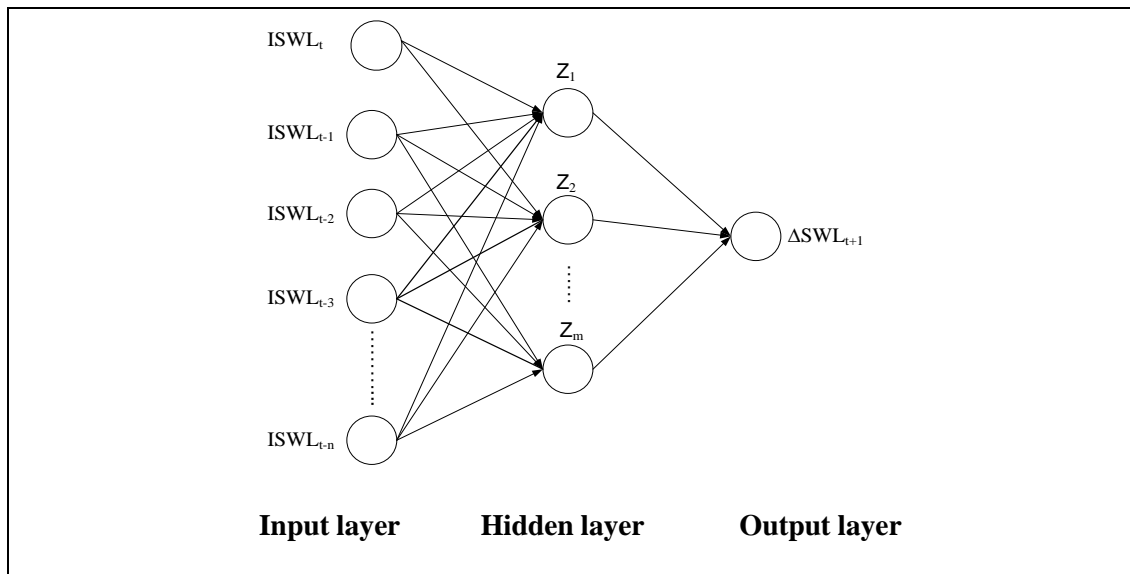 ISWLt
Z1
ISWLt-1
Z2
ISWLt-2
ΔSWLt+1
ISWLt-3
Zm
ISWLt-n
Input layer Hidden layer Output layer